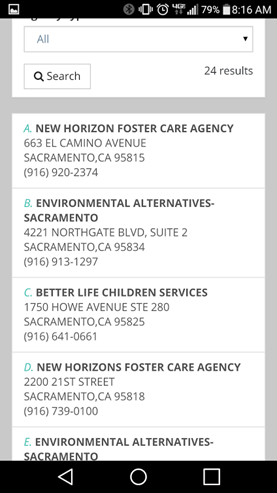 79% 8:16 AM
All
Search
24 results
A. NEW HORIZON FOSTER CARE AGENCY
663 EL CAMINO AVENUE
SACRAMENTO,CA 95815
(916) 920-2374
B. ENVIRONMENTAL ALTERNATIVES-
SACRAMENTO
4221 NORTHGATE BLVD, SUITE 2
SACRAMENTO,CA 95834
(916) 913-1297
C. BETTER LIFE CHILDREN SERVICES
1750 HOWE AVENUE STE 280
SACRAMENTO,CA 95825
(916) 641-0661
D. NEW HORIZONS FOSTER CARE AGENCY
2200 21ST STREET
SACRAMENTO,CA 95818
(916) 739-0100
E. ENVIRONMENTAL ALTERNATIVES-
SACRAMENTO